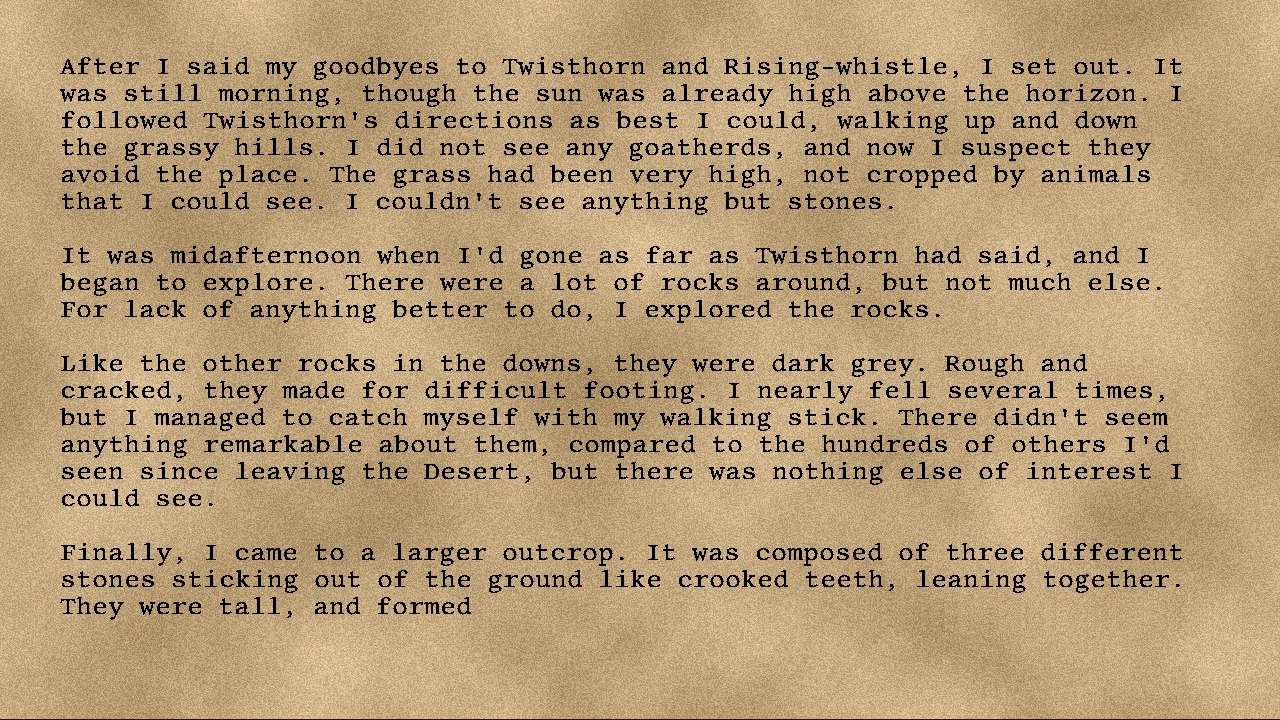 After I said my goodbyes to Twisthorn and Rising-whistle, I set out. It
was still morning, though the sun was already high above the horizon. I
followed Twisthorn's directions as best I could, walking up and down
the grassy hills. I did not see any goatherds, and now I suspect they
avoid the place. The grass had been very high, not cropped by animals
that I could see. I couldn't see anything but stones.
It was midafternoon when I'd gone as far as Twisthorn had said, and I
began to explore. There were a lot of rocks around, but not much else.
For lack of anything better to do, I explored the rocks.
Like the other rocks in the downs, they were dark grey. Rough and
cracked, they made for difficult footing. I nearly fell several times,
but I managed to catch myself with my walking stick. There didn't seem
anything remarkable about them, compared to the hundreds of others I'd
seen since leaving the Desert, but there was nothing else of interest I
could see.
Finally, I came to a larger outcrop. It was composed of three different
stones sticking out of the ground like crooked teeth, leaning together.
They were tall, and formed